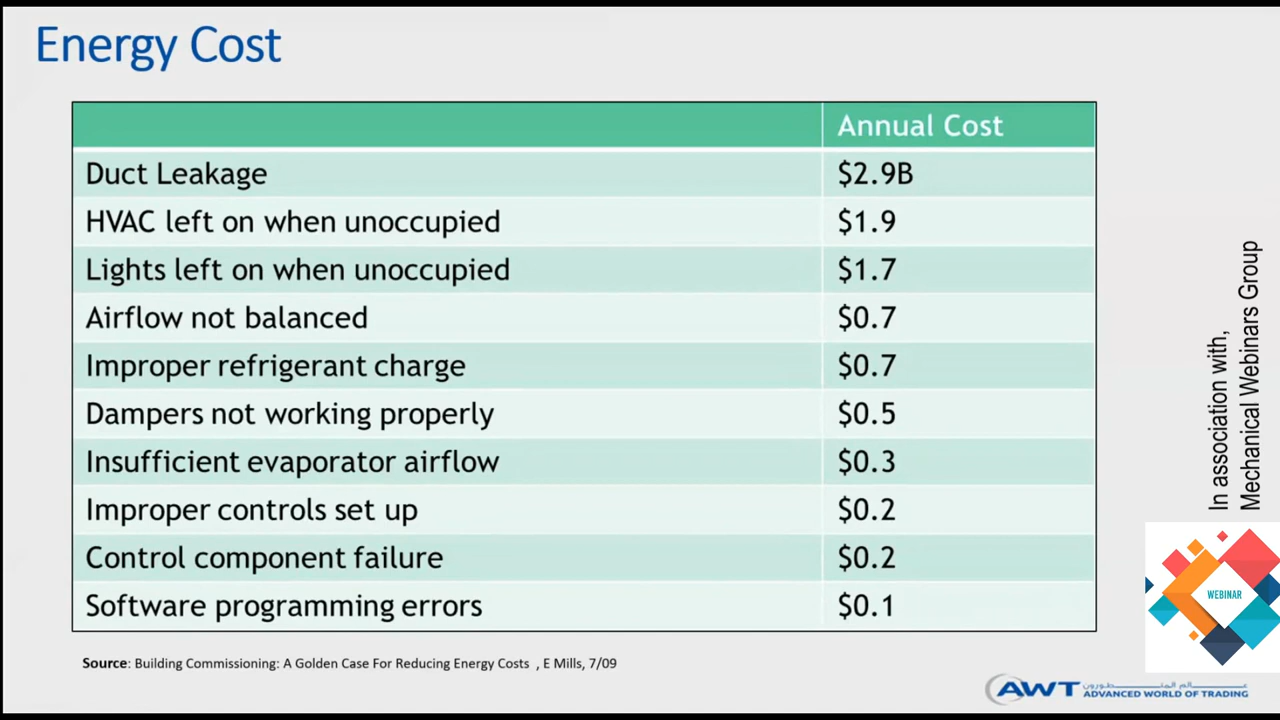 Energy Cost
Annual Cost
Duct Leakage $2.9B
HVAC left on when unoccupied $1.9
Lights left on when unoccupied $1.7
Airflow not balanced $0.7
Improper refrigerant charge $0.7
Dampers not working properly $0.5
Insufficient evaporator airflow $0.3
Improper controls set up $0.2
Control component failure $0.2
Software programming errors $0.1
Source: Building Commissioning: A Golden Case For Reducing Energy Costs , E Mills, 7/09
In association with,
Mechanical Webinars Group
WEBINAR
AWT
ADVANCED WORLD OF TRADING